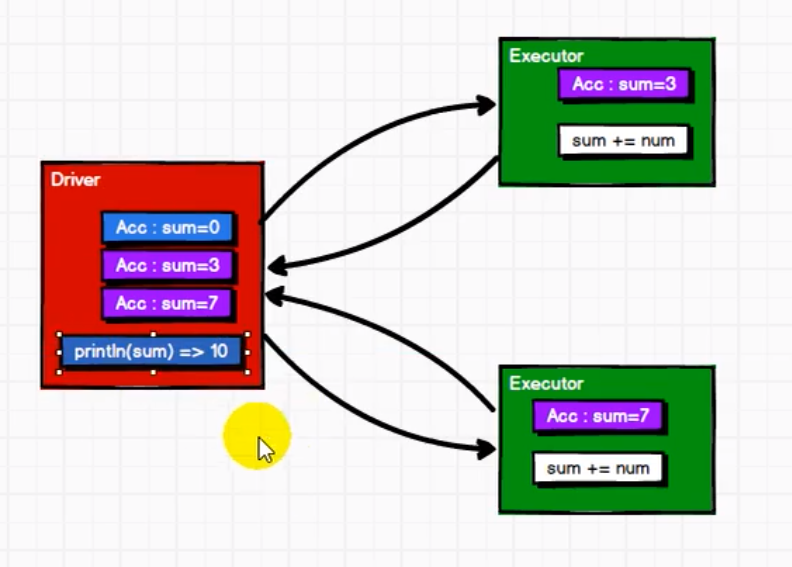 Driver
Acc : sum=0
Acc : sum=3
Acc : sum=7
println(sum) => 10
Executor
Acc : sum=3
sum += num
Executor
Acc : sum=7
sum += num